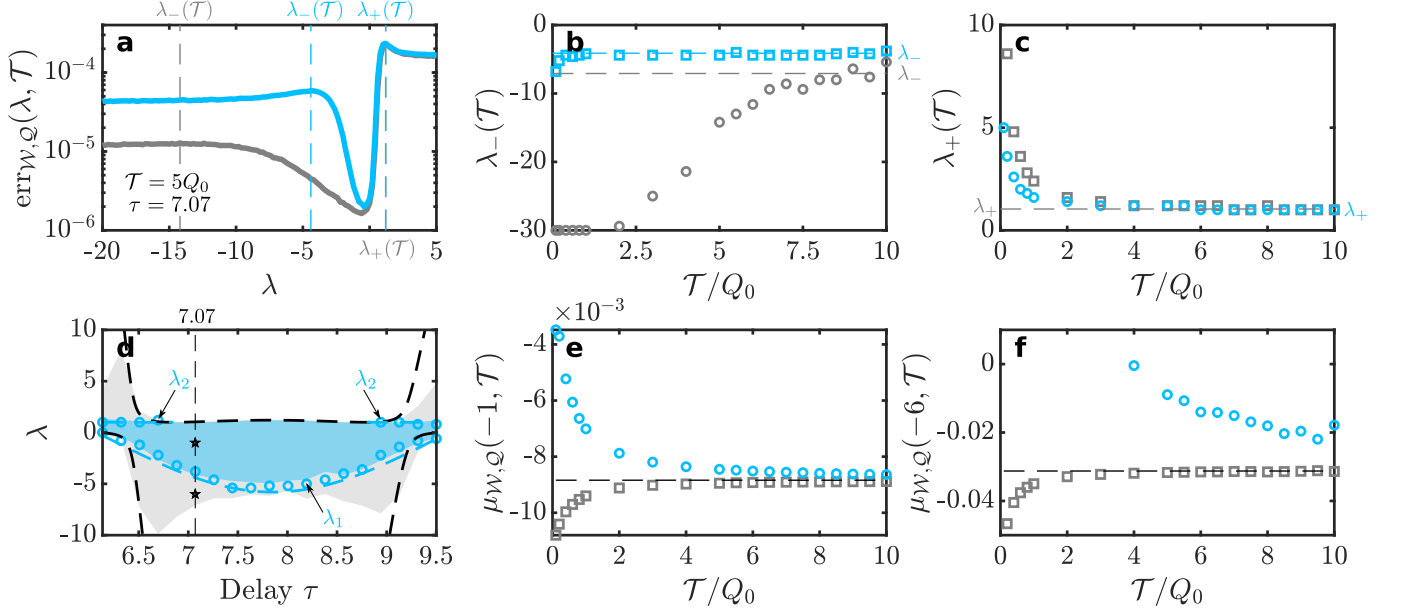 λ₋(𝒯) λ₋(𝒯) λ₊(𝒯)
a
10⁻⁴
10⁻⁵
10⁻⁶
err𝒲,𝒬(λ, 𝒯)
𝒯 = 5Q₀
τ = 7.07
-20 -15 -10 -5 0 5
λ₊(𝒯)
λ
b
0
-10
-20
-30
λ₋(𝒯)
λ₋
λ₋
0 2.5 5 7.5 10
𝒯/Q₀
c
10
5
0
λ₊(𝒯)
λ₊
λ₊
0 2 4 6 8 10
𝒯/Q₀
7.07
d
10
5
0
-5
-10
λ
λ₂
λ₂
λ₁
6.5 7 7.5 8 8.5 9 9.5
Delay τ
×10⁻³
e
-4
-6
-8
-10
μ𝒲,𝒬(−1, 𝒯)
0 2 4 6 8 10
𝒯/Q₀
f
0
-0.02
-0.04
μ𝒲,𝒬(−6, 𝒯)
0 2 4 6 8 10
𝒯/Q₀